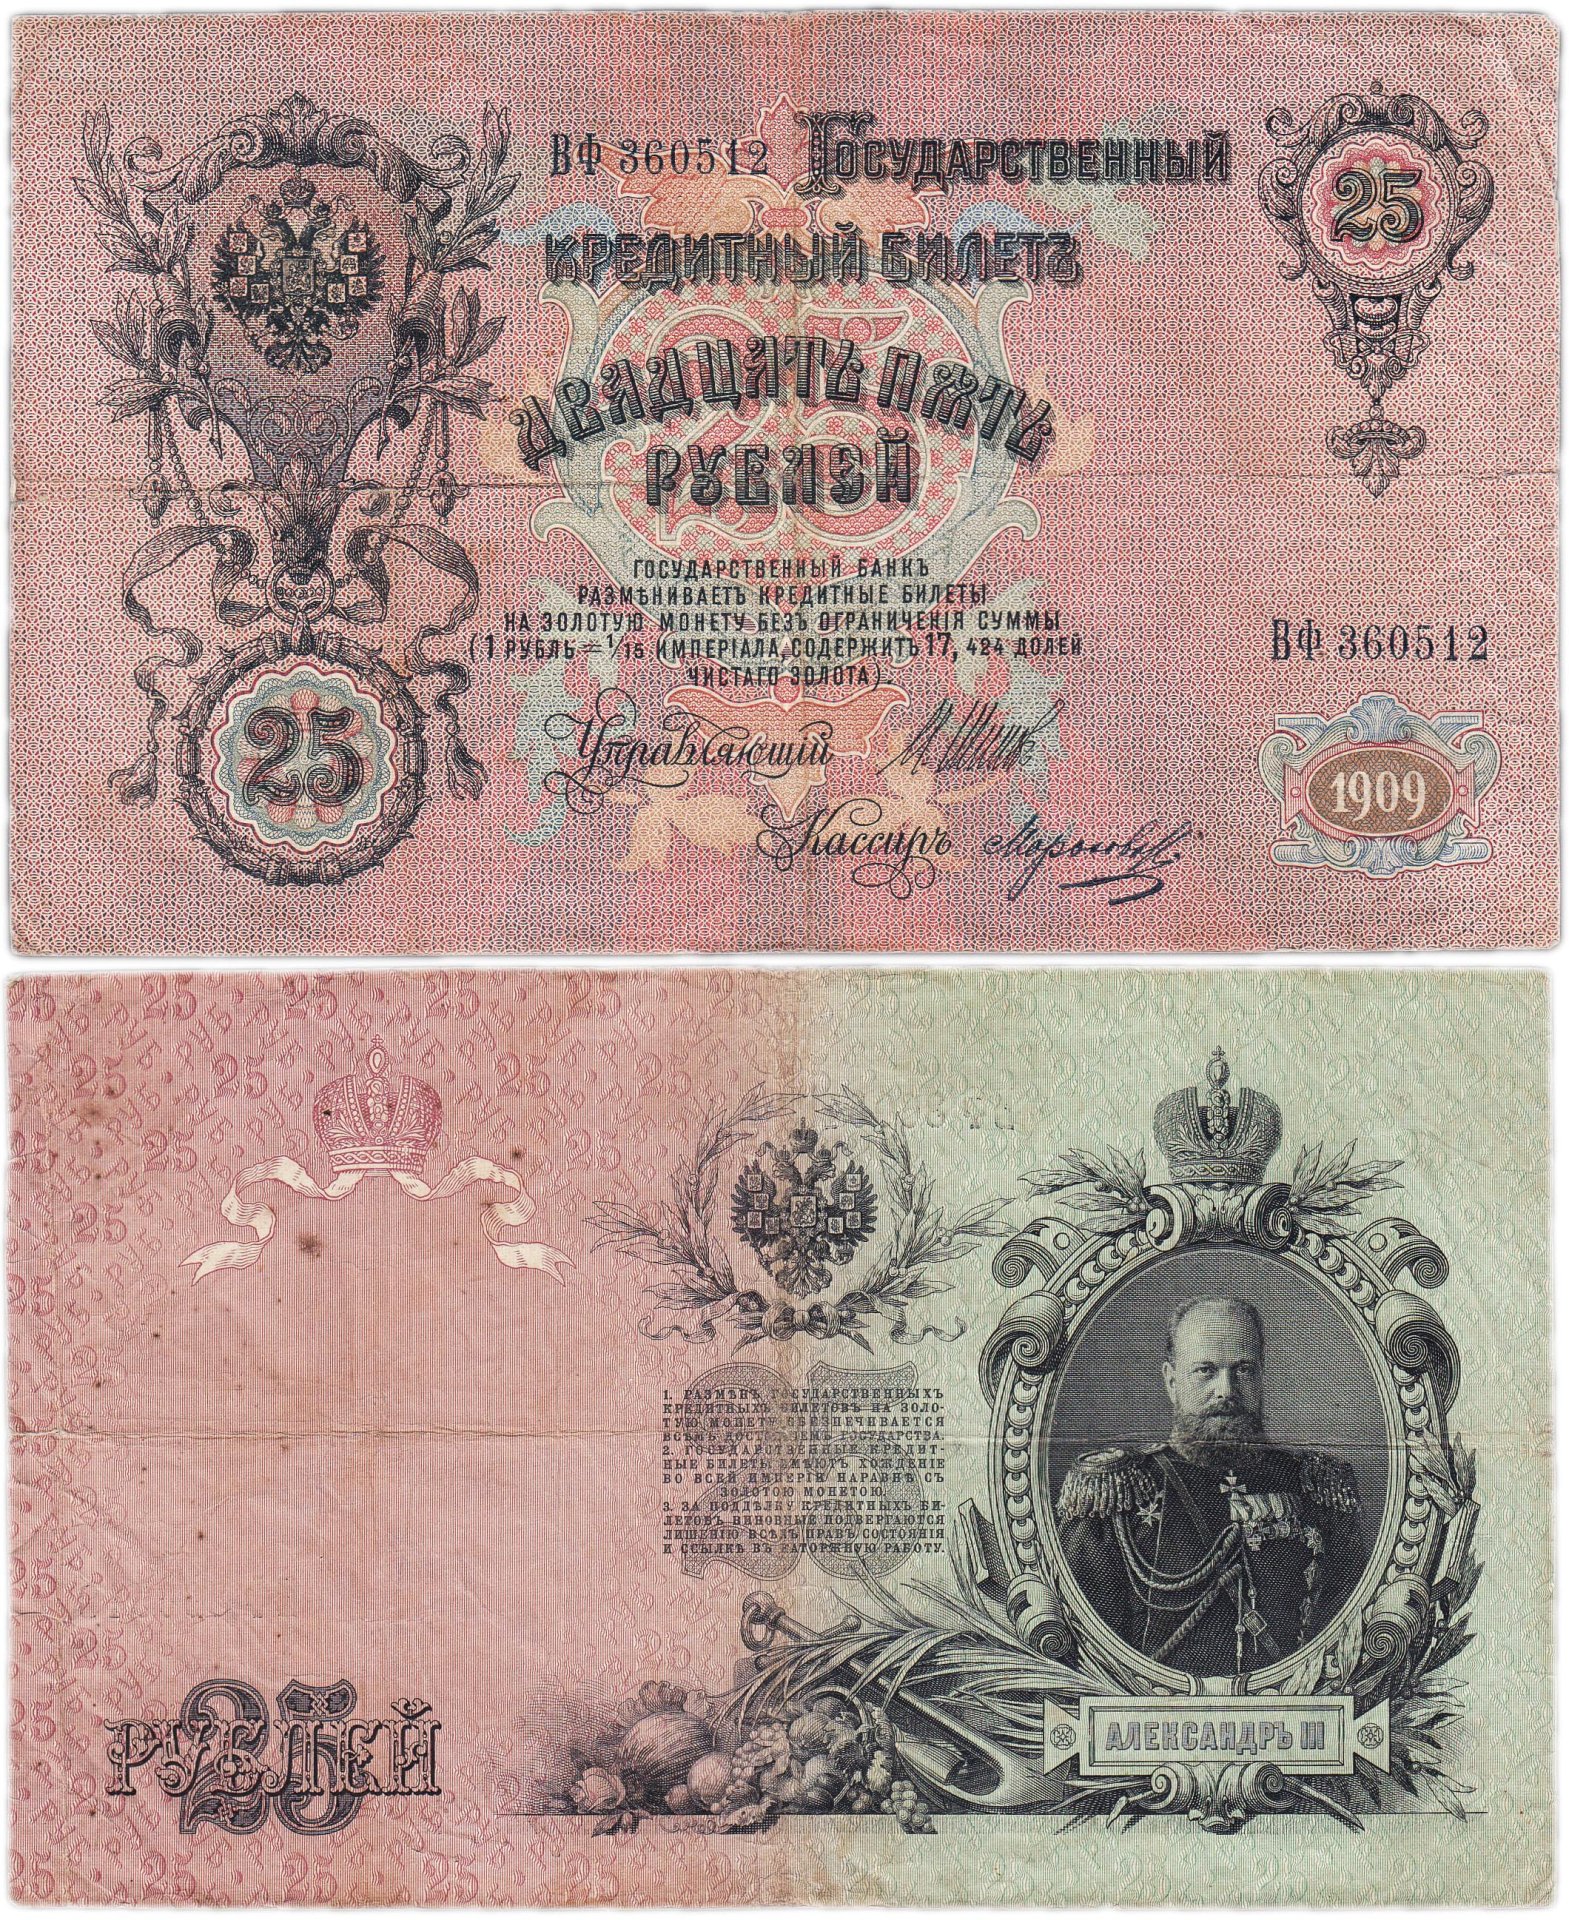 ВФ 360512 ГОСУДАРСТВЕННЫЙ
25
КРЕДИТНЫЙ БИЛЕТЪ
ДВАДЦАТЬ ПЯТЬ
РУБЛЕЙ
25
ГОСУДАРСТВЕННЫЙ БАНКЪ
РАЗМѢНИВАЕТЪ КРЕДИТНЫЕ БИЛЕТЫ
НА ЗОЛОТУЮ МОНЕТУ БЕЗЪ ОГРАНИЧЕНІЯ СУММЫ
(1 РУБЛЬ = 1/15 ИМПЕРІАЛА, СОДЕРЖИТЪ 17, 424 ДОЛЕЙ
ЧИСТАГО ЗОЛОТА).
ВФ 360512
25
Управляющій
Кассиръ
1909
1. РАЗМѢНЪ ГОСУДАРСТВЕННЫХЪ
КРЕДИТНЫХЪ БИЛЕТОВЪ НА ЗОЛО-
ТУЮ МОНЕТУ ОБЕЗПЕЧИВАЕТСЯ
ВСѢМЪ ДОСТОЯНІЕМЪ ГОСУДАРСТВА.
2. ГОСУДАРСТВЕННЫЕ КРЕДИТ-
НЫЕ БИЛЕТЫ ИМѢЮТЪ ХОЖДЕНІЕ
ВО ВСЕЙ ИМПЕРІИ НАРАВНѢ СЪ
ЗОЛОТОЮ МОНЕТОЮ.
3. ЗА ПОДДѢЛКУ КРЕДИТНЫХЪ БИ-
ЛЕТОВЪ ВИНОВНЫЕ ПОДВЕРГАЮТСЯ
ЛИШЕНІЮ ВСѢХЪ ПРАВЪ СОСТОЯНІЯ
И ССЫЛКѢ ВЪ КАТОРЖНУЮ РАБОТУ.
25
25
РУБЛЕЙ
АЛЕКСАНДРЪ III